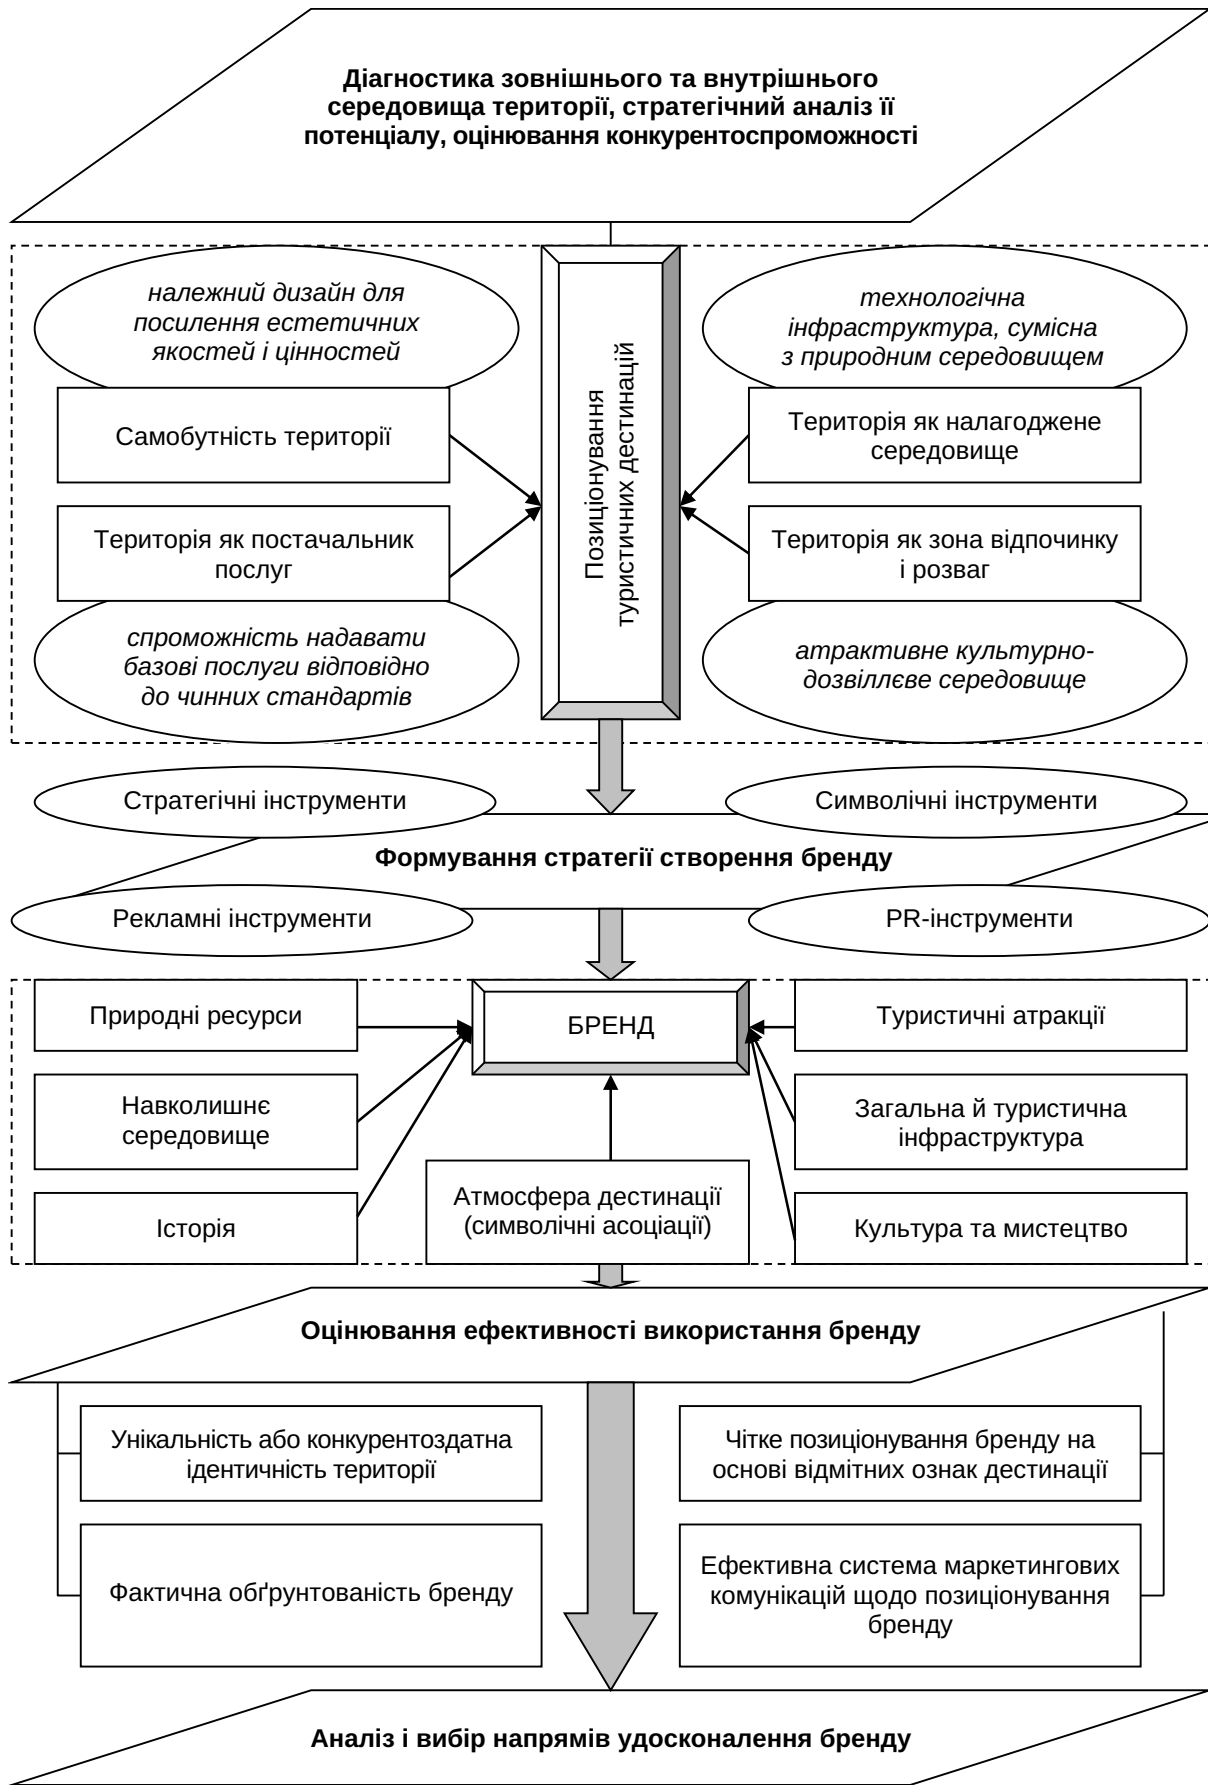 Діагностика зовнішнього та внутрішнього
середовища території, стратегічний аналіз її
потенціалу, оцінювання конкурентоспроможності
належний дизайн для
посилення естетичних
якостей і цінностей
технологічна
інфраструктура, сумісна
з природним середовищем
Самобутність території
Позиціонування
туристичних дестинацій
Територія як налагоджене
середовище
Територія як постачальник
послуг
Територія як зона відпочинку
і розваг
спроможність надавати
базові послуги відповідно
до чинних стандартів
атрактивне культурно-
дозвіллєве середовище
Стратегічні інструменти
Символічні інструменти
Формування стратегії створення бренду
Рекламні інструменти
PR-інструменти
Природні ресурси
БРЕНД
Туристичні атракції
Навколишнє
середовище
Загальна й туристична
інфраструктура
Історія
Атмосфера дестинації
(символічні асоціації)
Культура та мистецтво
Оцінювання ефективності використання бренду
Унікальність або конкурентоздатна
ідентичність території
Чітке позиціонування бренду на
основі відмітних ознак дестинації
Фактична обґрунтованість бренду
Ефективна система маркетингових
комунікацій щодо позиціонування
бренду
Аналіз і вибір напрямів удосконалення бренду